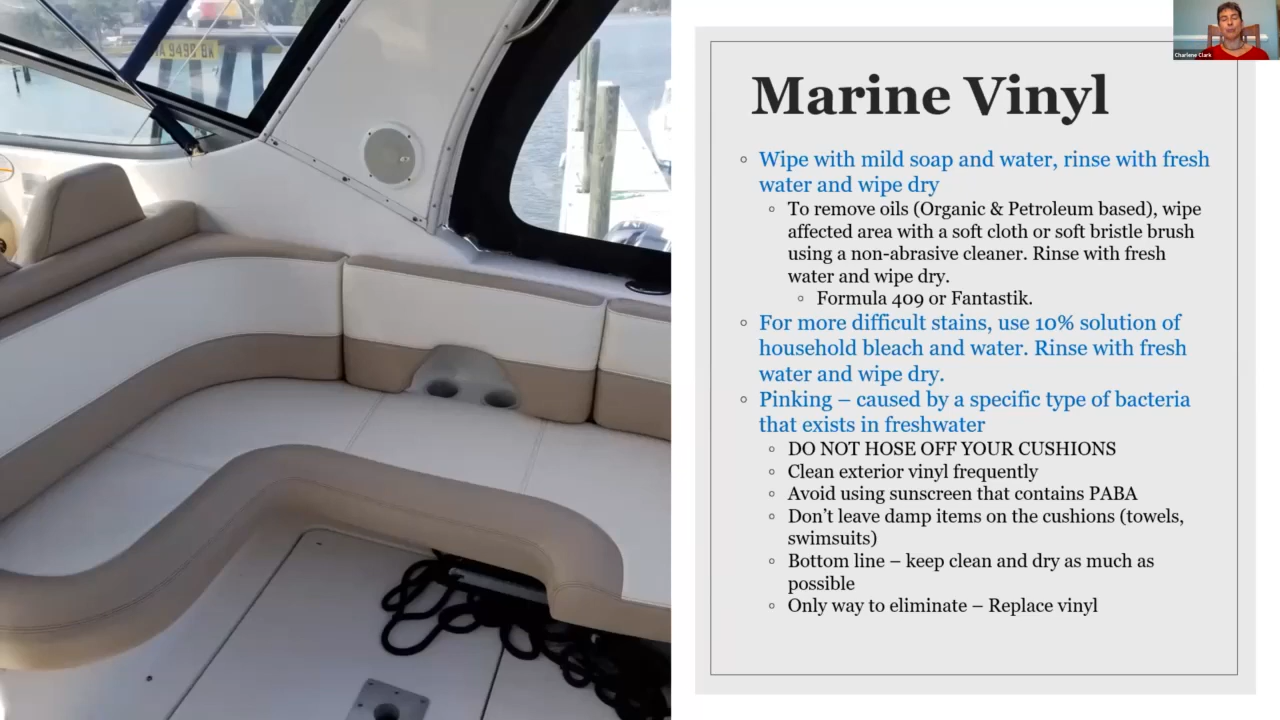 Charlene Clark
Marine Vinyl
◦ Wipe with mild soap and water, rinse with fresh
water and wipe dry
◦ To remove oils (Organic & Petroleum based), wipe
affected area with a soft cloth or soft bristle brush
using a non-abrasive cleaner. Rinse with fresh
water and wipe dry.
◦ Formula 409 or Fantastik.
◦ For more difficult stains, use 10% solution of
household bleach and water. Rinse with fresh
water and wipe dry.
◦ Pinking – caused by a specific type of bacteria
that exists in freshwater
◦ DO NOT HOSE OFF YOUR CUSHIONS
◦ Clean exterior vinyl frequently
◦ Avoid using sunscreen that contains PABA
◦ Don’t leave damp items on the cushions (towels,
swimsuits)
◦ Bottom line – keep clean and dry as much as
possible
◦ Only way to eliminate – Replace vinyl